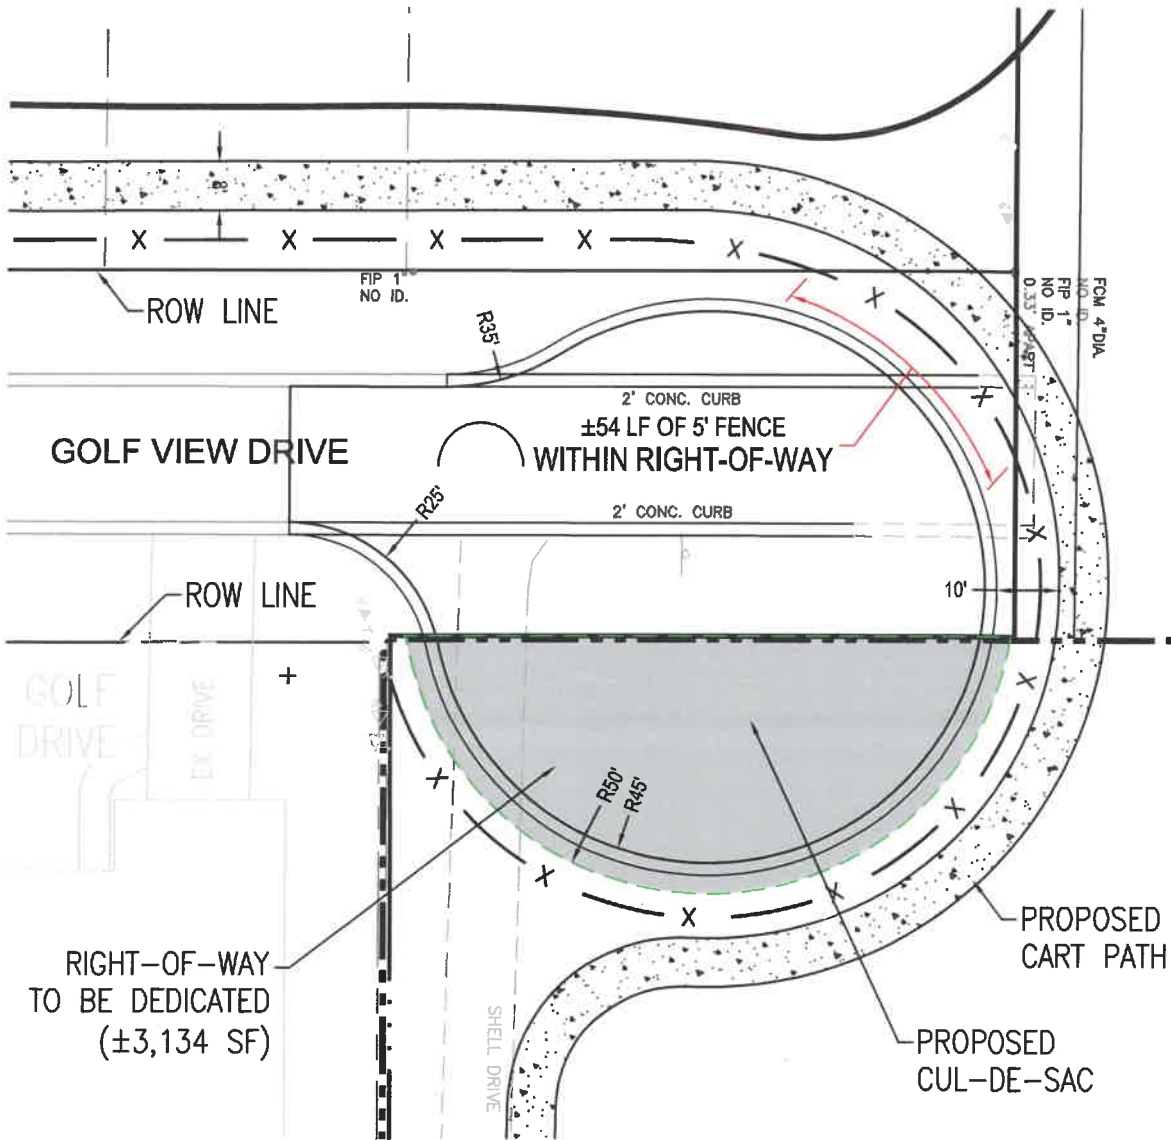 8'
X X X X X
FIP 1"
NO ID.
ROW LINE
FCM 4"DIA.
NO ID.
FIP 1"
NO ID.
R35'
X
2' CONC. CURB
±54 LF OF 5' FENCE
WITHIN RIGHT-OF-WAY
X
GOLF VIEW DRIVE
R25'
2' CONC. CURB
X
ROW LINE
10'
GOLF
DRIVE
EX DRIVE
X
X
R50'
R45'
X
X
X
X
RIGHT-OF-WAY
TO BE DEDICATED
(±3,134 SF)
PROPOSED
CART PATH
SHELL DRIVE
PROPOSED
CUL-DE-SAC